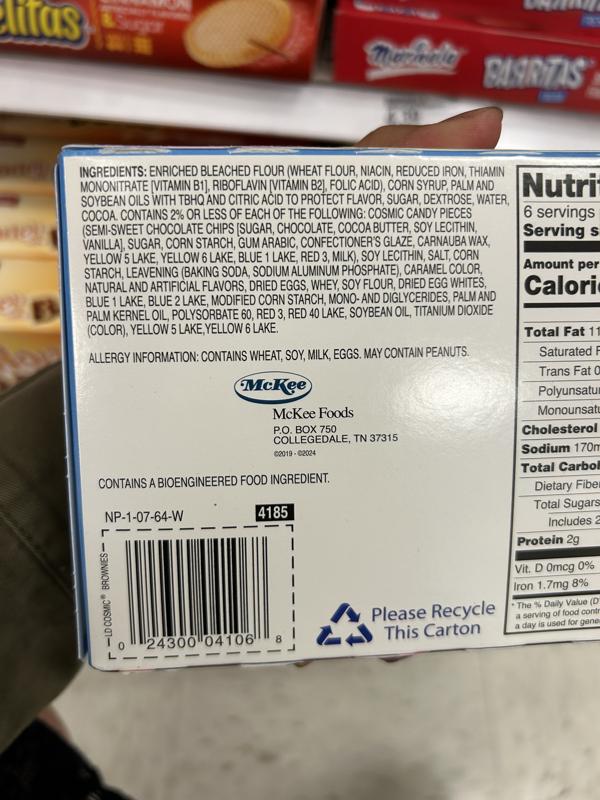 elitas
& Sugar
Marinela
BARRITAS
INGREDIENTS: ENRICHED BLEACHED FLOUR (WHEAT FLOUR, NIACIN, REDUCED IRON, THIAMIN
MONONITRATE [VITAMIN B1], RIBOFLAVIN [VITAMIN B2], FOLIC ACID), CORN SYRUP, PALM AND
SOYBEAN OILS WITH TBHQ AND CITRIC ACID TO PROTECT FLAVOR, SUGAR, DEXTROSE, WATER,
COCOA. CONTAINS 2% OR LESS OF EACH OF THE FOLLOWING: COSMIC CANDY PIECES
(SEMI-SWEET CHOCOLATE CHIPS [SUGAR, CHOCOLATE, COCOA BUTTER, SOY LECITHIN,
VANILLA], SUGAR, CORN STARCH, GUM ARABIC, CONFECTIONER'S GLAZE, CARNAUBA WAX,
YELLOW 5 LAKE, YELLOW 6 LAKE, BLUE 1 LAKE, RED 3, MILK), SOY LECITHIN, SALT, CORN
STARCH, LEAVENING (BAKING SODA, SODIUM ALUMINUM PHOSPHATE), CARAMEL COLOR,
NATURAL AND ARTIFICIAL FLAVORS, DRIED EGGS, WHEY, SOY FLOUR, DRIED EGG WHITES,
BLUE 1 LAKE, BLUE 2 LAKE, MODIFIED CORN STARCH, MONO- AND DIGLYCERIDES, PALM AND
PALM KERNEL OIL, POLYSORBATE 60, RED 3, RED 40 LAKE, SOYBEAN OIL, TITANIUM DIOXIDE
(COLOR), YELLOW 5 LAKE,YELLOW 6 LAKE.
ALLERGY INFORMATION: CONTAINS WHEAT, SOY, MILK, EGGS. MAY CONTAIN PEANUTS.
McKee
McKee Foods
P.O. BOX 750
COLLEGEDALE, TN 37315
©2019 - ©2024
CONTAINS A BIOENGINEERED FOOD INGREDIENT.
NP-1-07-64-W
4185
LD COSMIC® BROWNIES
0 24300 04106 8
Please Recycle
This Carton
Nutri
6 servings
Serving s
Amount per
Calori
Total Fat 11
Saturated F
Trans Fat 0
Polyunsatu
Monounsatu
Cholesterol
Sodium 170m
Total Carbo
Dietary Fibe
Total Sugars
Includes 2
Protein 2g
Vit. D 0mcg 0%
Iron 1.7mg 8%
* The % Daily Value (D
a serving of food contr
a day is used for gene